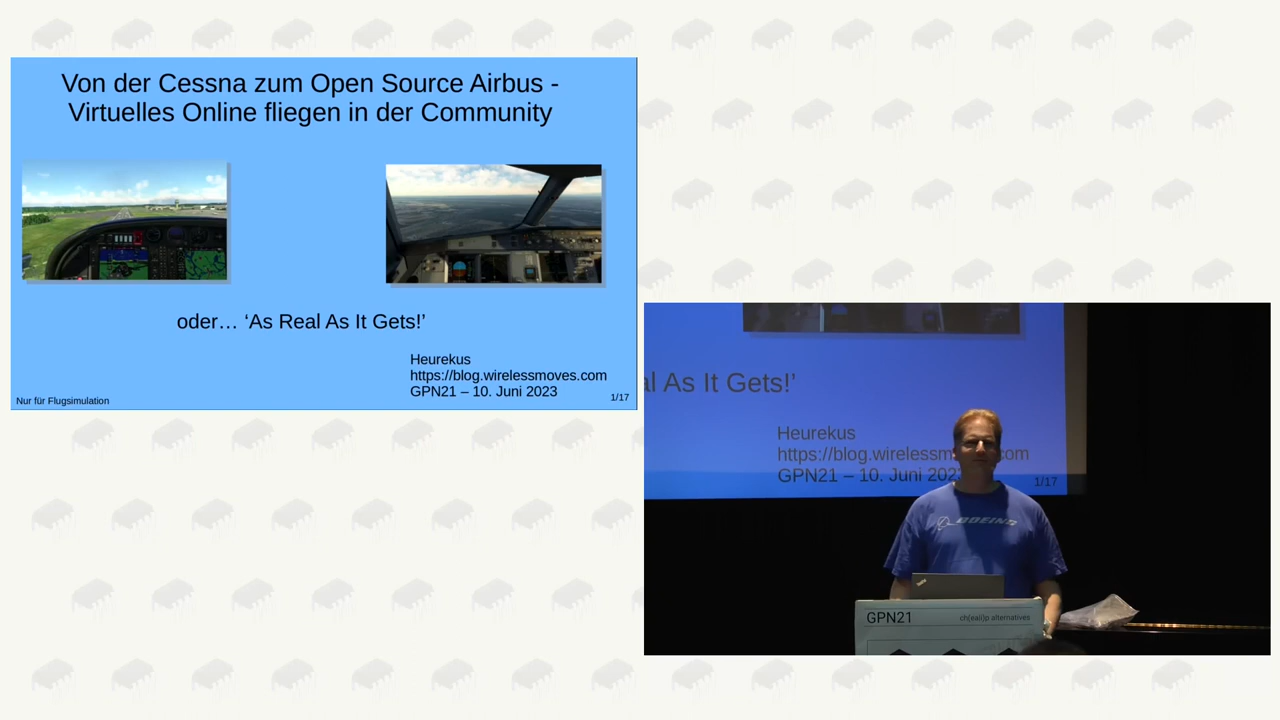 Von der Cessna zum Open Source Airbus -
Virtuelles Online fliegen in der Community
oder… ‘As Real As It Gets!’
Heurekus
https://blog.wirelessmoves.com
GPN21 – 10. Juni 2023
Nur für Flugsimulation
1/17
al As It Gets!’
Heurekus
https://blog.wirelessm com
GPN21 – 10. Juni 202
1/17
BOEING
GPN21
ch(ea(i)p alternatives